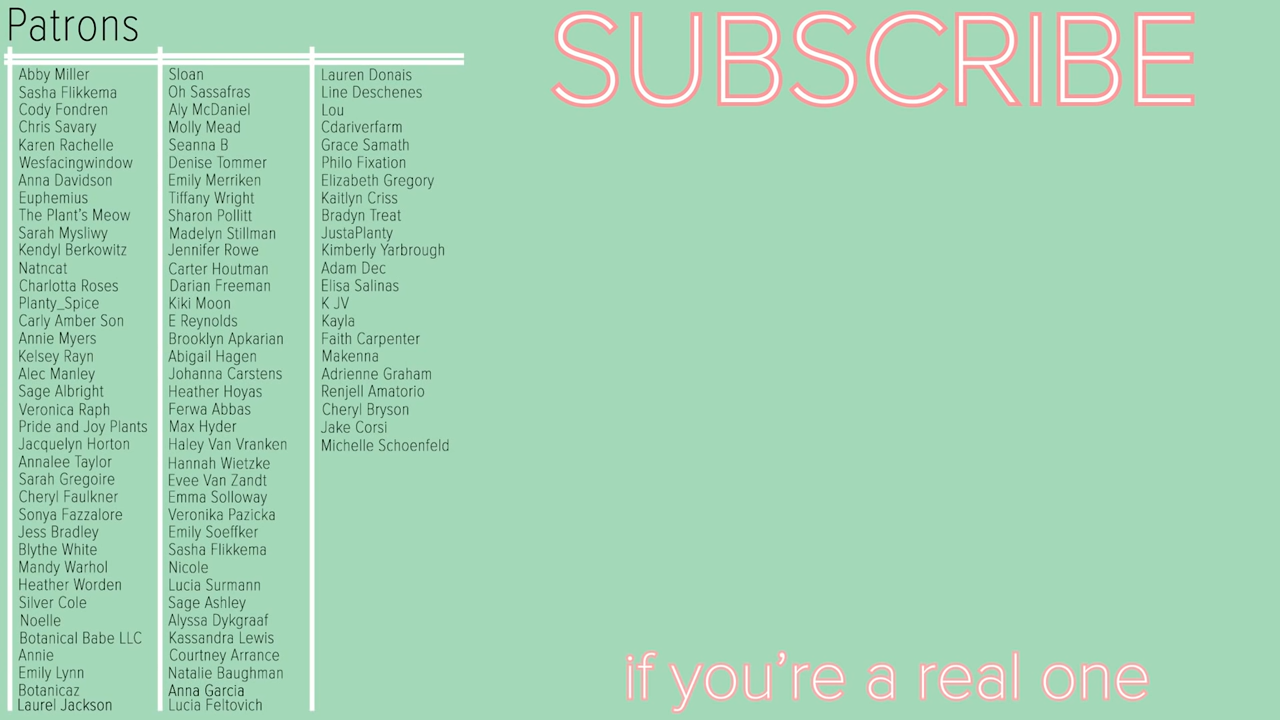 Patrons
Abby Miller
Sasha Flikkema
Cody Fondren
Chris Savary
Karen Rachelle
Wesfacingwindow
Anna Davidson
Euphemius
The Plant's Meow
Sarah Mysliwy
Kendyl Berkowitz
Natncat
Charlotta Roses
Planty_Spice
Carly Amber Son
Annie Myers
Kelsey Rayn
Alec Manley
Sage Albright
Veronica Raph
Pride and Joy Plants
Jacquelyn Horton
Annalee Taylor
Sarah Gregoire
Cheryl Faulkner
Sonya Fazzalore
Jess Bradley
Blythe White
Mandy Warhol
Heather Worden
Silver Cole
Noelle
Botanical Babe LLC
Annie
Emily Lynn
Botanicaz
Laurel Jackson
Sloan
Oh Sassafras
Aly McDaniel
Molly Mead
Seanna B
Denise Tommer
Emily Merriken
Tiffany Wright
Sharon Pollitt
Madelyn Stillman
Jennifer Rowe
Carter Houtman
Darian Freeman
Kiki Moon
E Reynolds
Brooklyn Apkarian
Abigail Hagen
Johanna Carstens
Heather Hoyas
Ferwa Abbas
Max Hyder
Haley Van Vranken
Hannah Wietzke
Evee Van Zandt
Emma Solloway
Veronika Pazicka
Emily Soeffker
Sasha Flikkema
Nicole
Lucia Surmann
Sage Ashley
Alyssa Dykgraaf
Kassandra Lewis
Courtney Arrance
Natalie Baughman
Anna Garcia
Lucia Feltovich
Lauren Donais
Line Deschenes
Lou
Cdariverfarm
Grace Samath
Philo Fixation
Elizabeth Gregory
Kaitlyn Criss
Bradyn Treat
JustaPlanty
Kimberly Yarbrough
Adam Dec
Elisa Salinas
K JV
Kayla
Faith Carpenter
Makenna
Adrienne Graham
Renjell Amatorio
Cheryl Bryson
Jake Corsi
Michelle Schoenfeld
SUBSCRIBE
if you're a real one